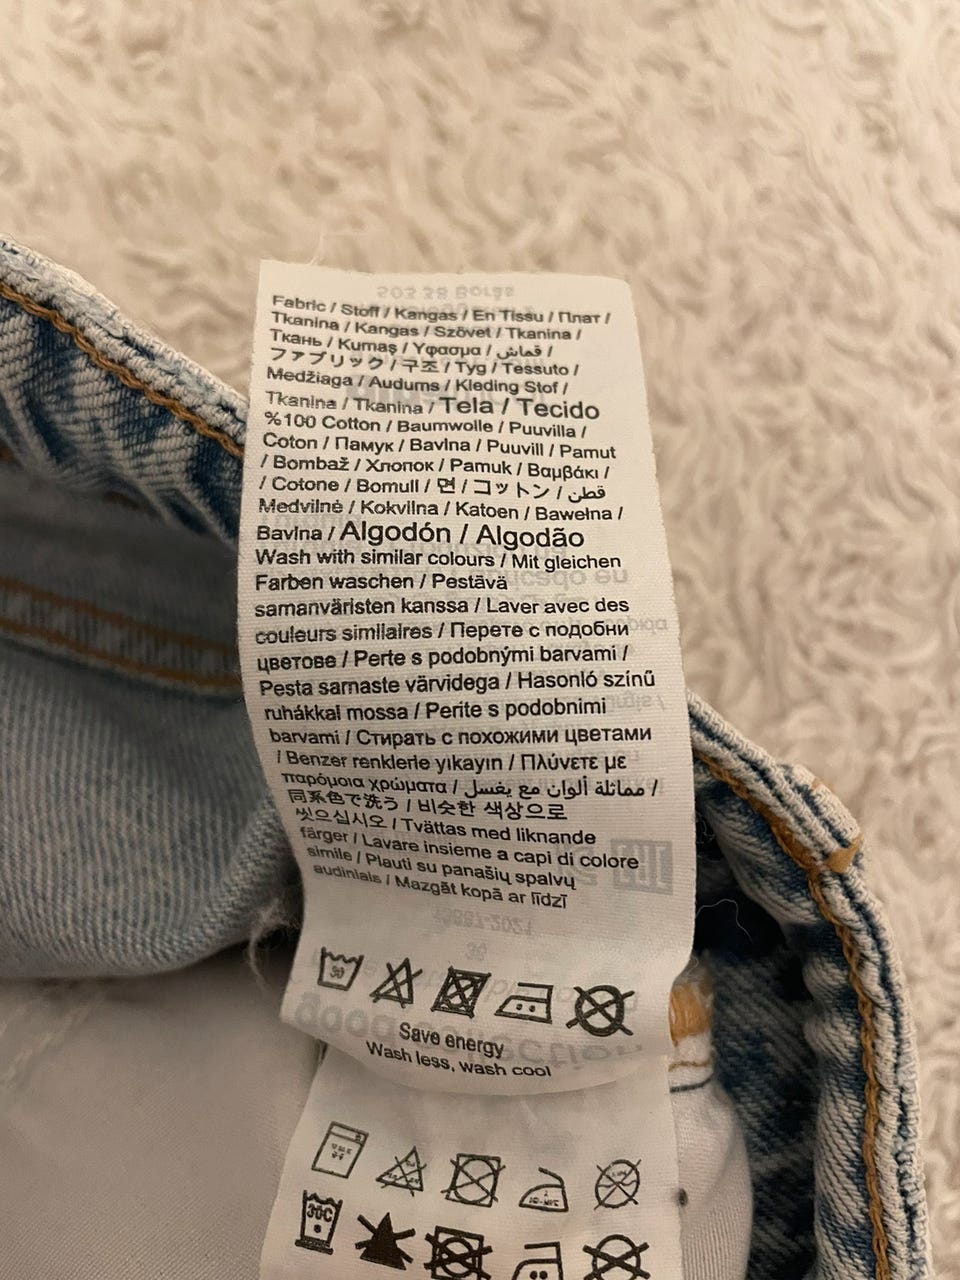 Fabric / Stoff / Kangas / En Tissu / Плат /
Tkanina / Kangas / Szövet / Tkanina /
Ткань / Kumaş / Υφασμα / قماش /
ファブリック / 구조 / Tyg / Tessuto /
Medžiaga / Audums / Kleding Stof /
Tkanina / Tkanina / Tela / Tecido
%100 Cotton / Baumwolle / Puuvilla /
Coton / Памук / Bavlna / Puuvill / Pamut
/ Bombaž / Хлопок / Pamuk / Βαμβάκι /
/ Cotone / Bomull / 면 / コットン / قطن /
Medvilnė / Kokvilna / Katoen / Bawełna /
Bavlna / Algodón / Algodão
Wash with similar colours / Mit gleichen
Farben waschen / Pestävä
samanväristen kanssa / Laver avec des
couleurs similaires / Перете с подобни
цветове / Perte s podobnými barvami /
Pesta samaste värvidega / Hasonló színű
ruhákkal mossa / Perite s podobnimi
barvami / Стирать с похожими цветами
/ Benzer renklerle yıkayın / Πλύνετε με
παρόμοια χρώματα / مماثلة ألوان مع يغسل /
同系色で洗う / 비슷한 색상으로
씻으십시오 / Tvättas med liknande
färger / Lavare insieme a capi di colore
simile / Plauti su panašių spalvų
audiniais / Mazgāt kopā ar līdzī
30
Save energy
Wash less, wash cool
30C